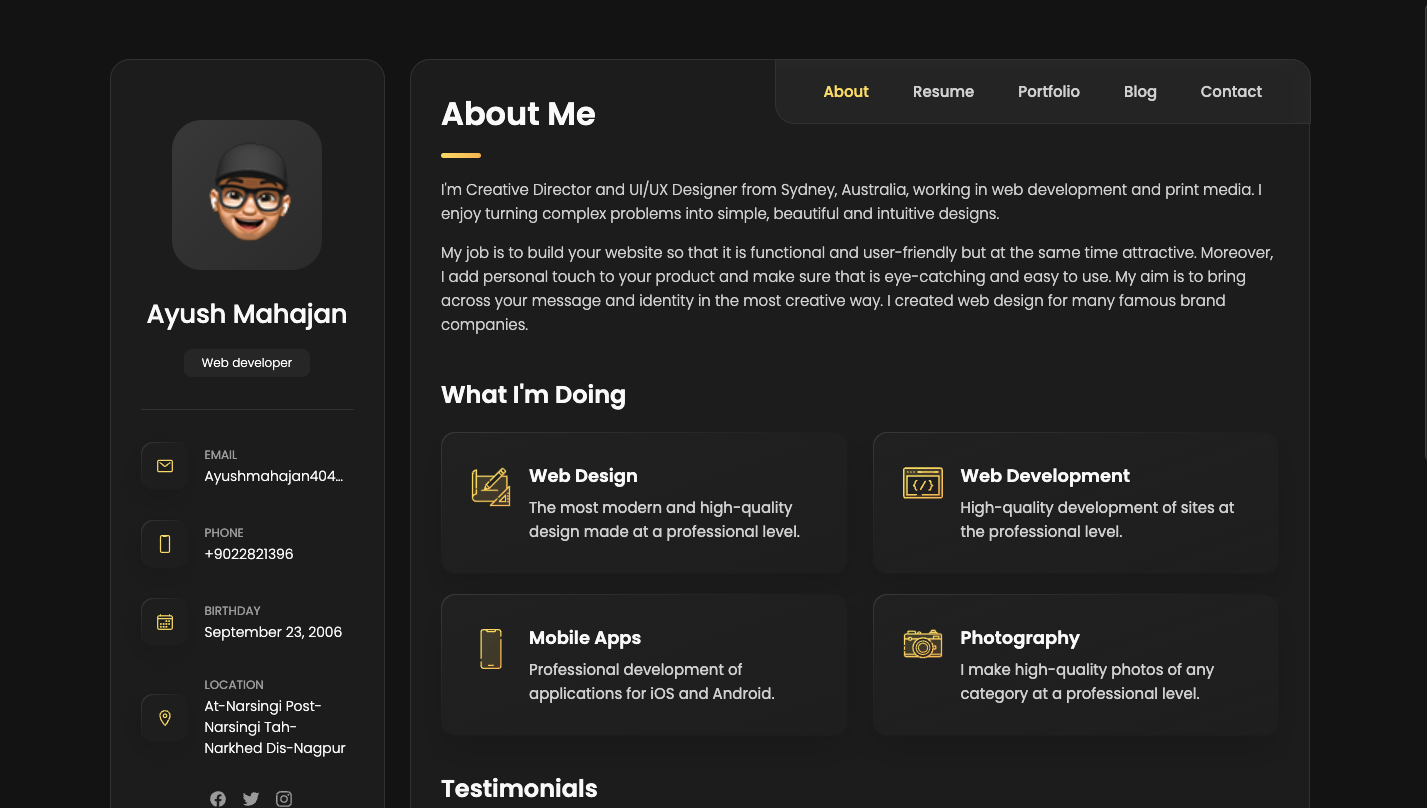 Ayush Mahajan
Web developer
EMAIL
Ayushmahajan404...
PHONE
+9022821396
BIRTHDAY
September 23, 2006
LOCATION
At-Narsingi Post-
Narsingi Tah-
Narkhed Dis-Nagpur
About Resume Portfolio Blog Contact
About Me
I'm Creative Director and UI/UX Designer from Sydney, Australia, working in web development and print media. I
enjoy turning complex problems into simple, beautiful and intuitive designs.
My job is to build your website so that it is functional and user-friendly but at the same time attractive. Moreover,
I add personal touch to your product and make sure that is eye-catching and easy to use. My aim is to bring
across your message and identity in the most creative way. I created web design for many famous brand
companies.
What I'm Doing
Web Design
The most modern and high-quality
design made at a professional level.
Web Development
High-quality development of sites at
the professional level.
Mobile Apps
Professional development of
applications for iOS and Android.
Photography
I make high-quality photos of any
category at a professional level.
Testimonials